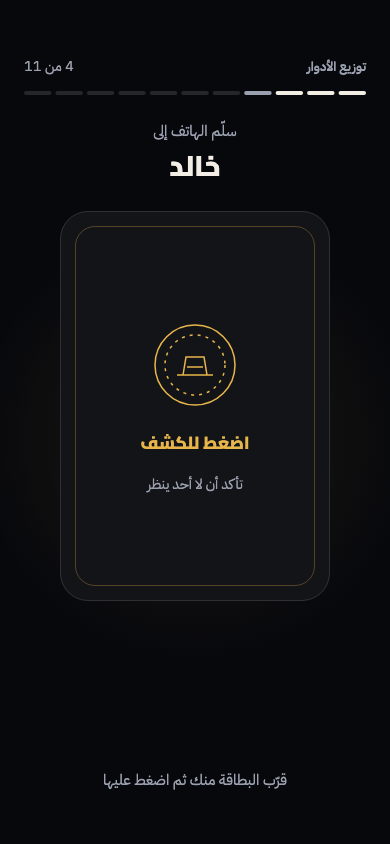 توزيع الأدوار
4 من 11
سلّم الهاتف إلى
خالد
اضغط للكشف
تأكد أن لا أحد ينظر
قرّب البطاقة منك ثم اضغط عليها